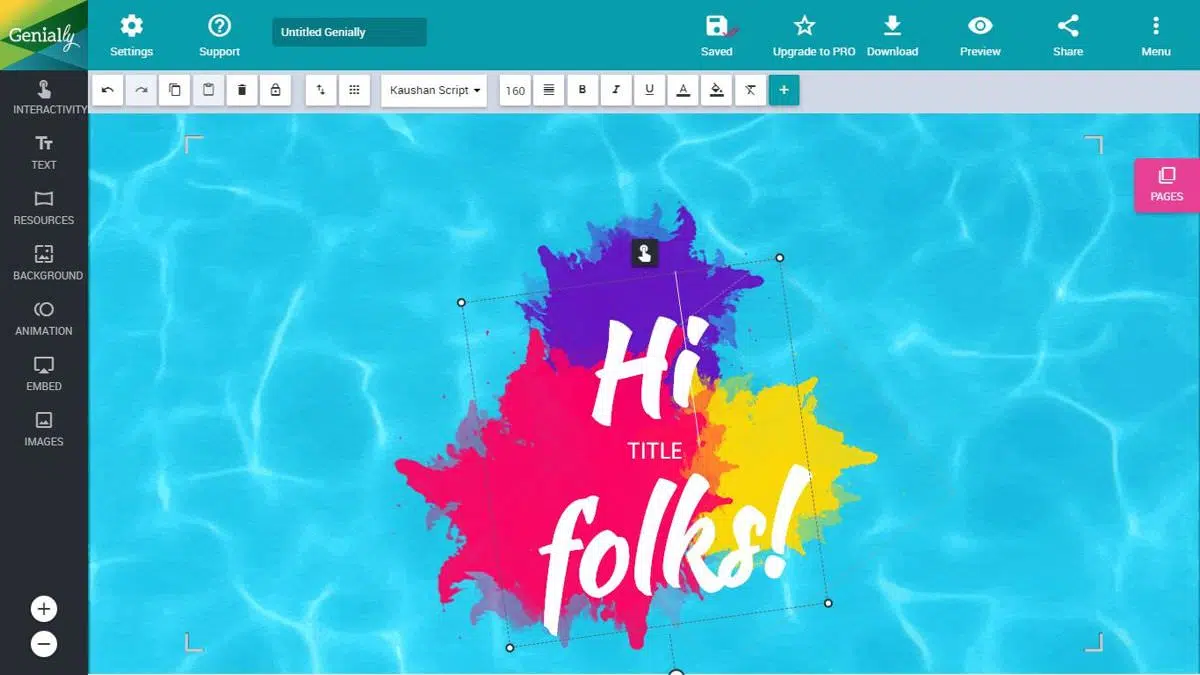 Genially
Settings
Support
Untitled Genially
Saved
Upgrade to PRO
Download
Preview
Share
Menu
Kaushan Script
160
B
I
U
A
INTERACTIVITY
TEXT
RESOURCES
BACKGROUND
ANIMATION
EMBED
IMAGES
PAGES
Hi
TITLE
folks!